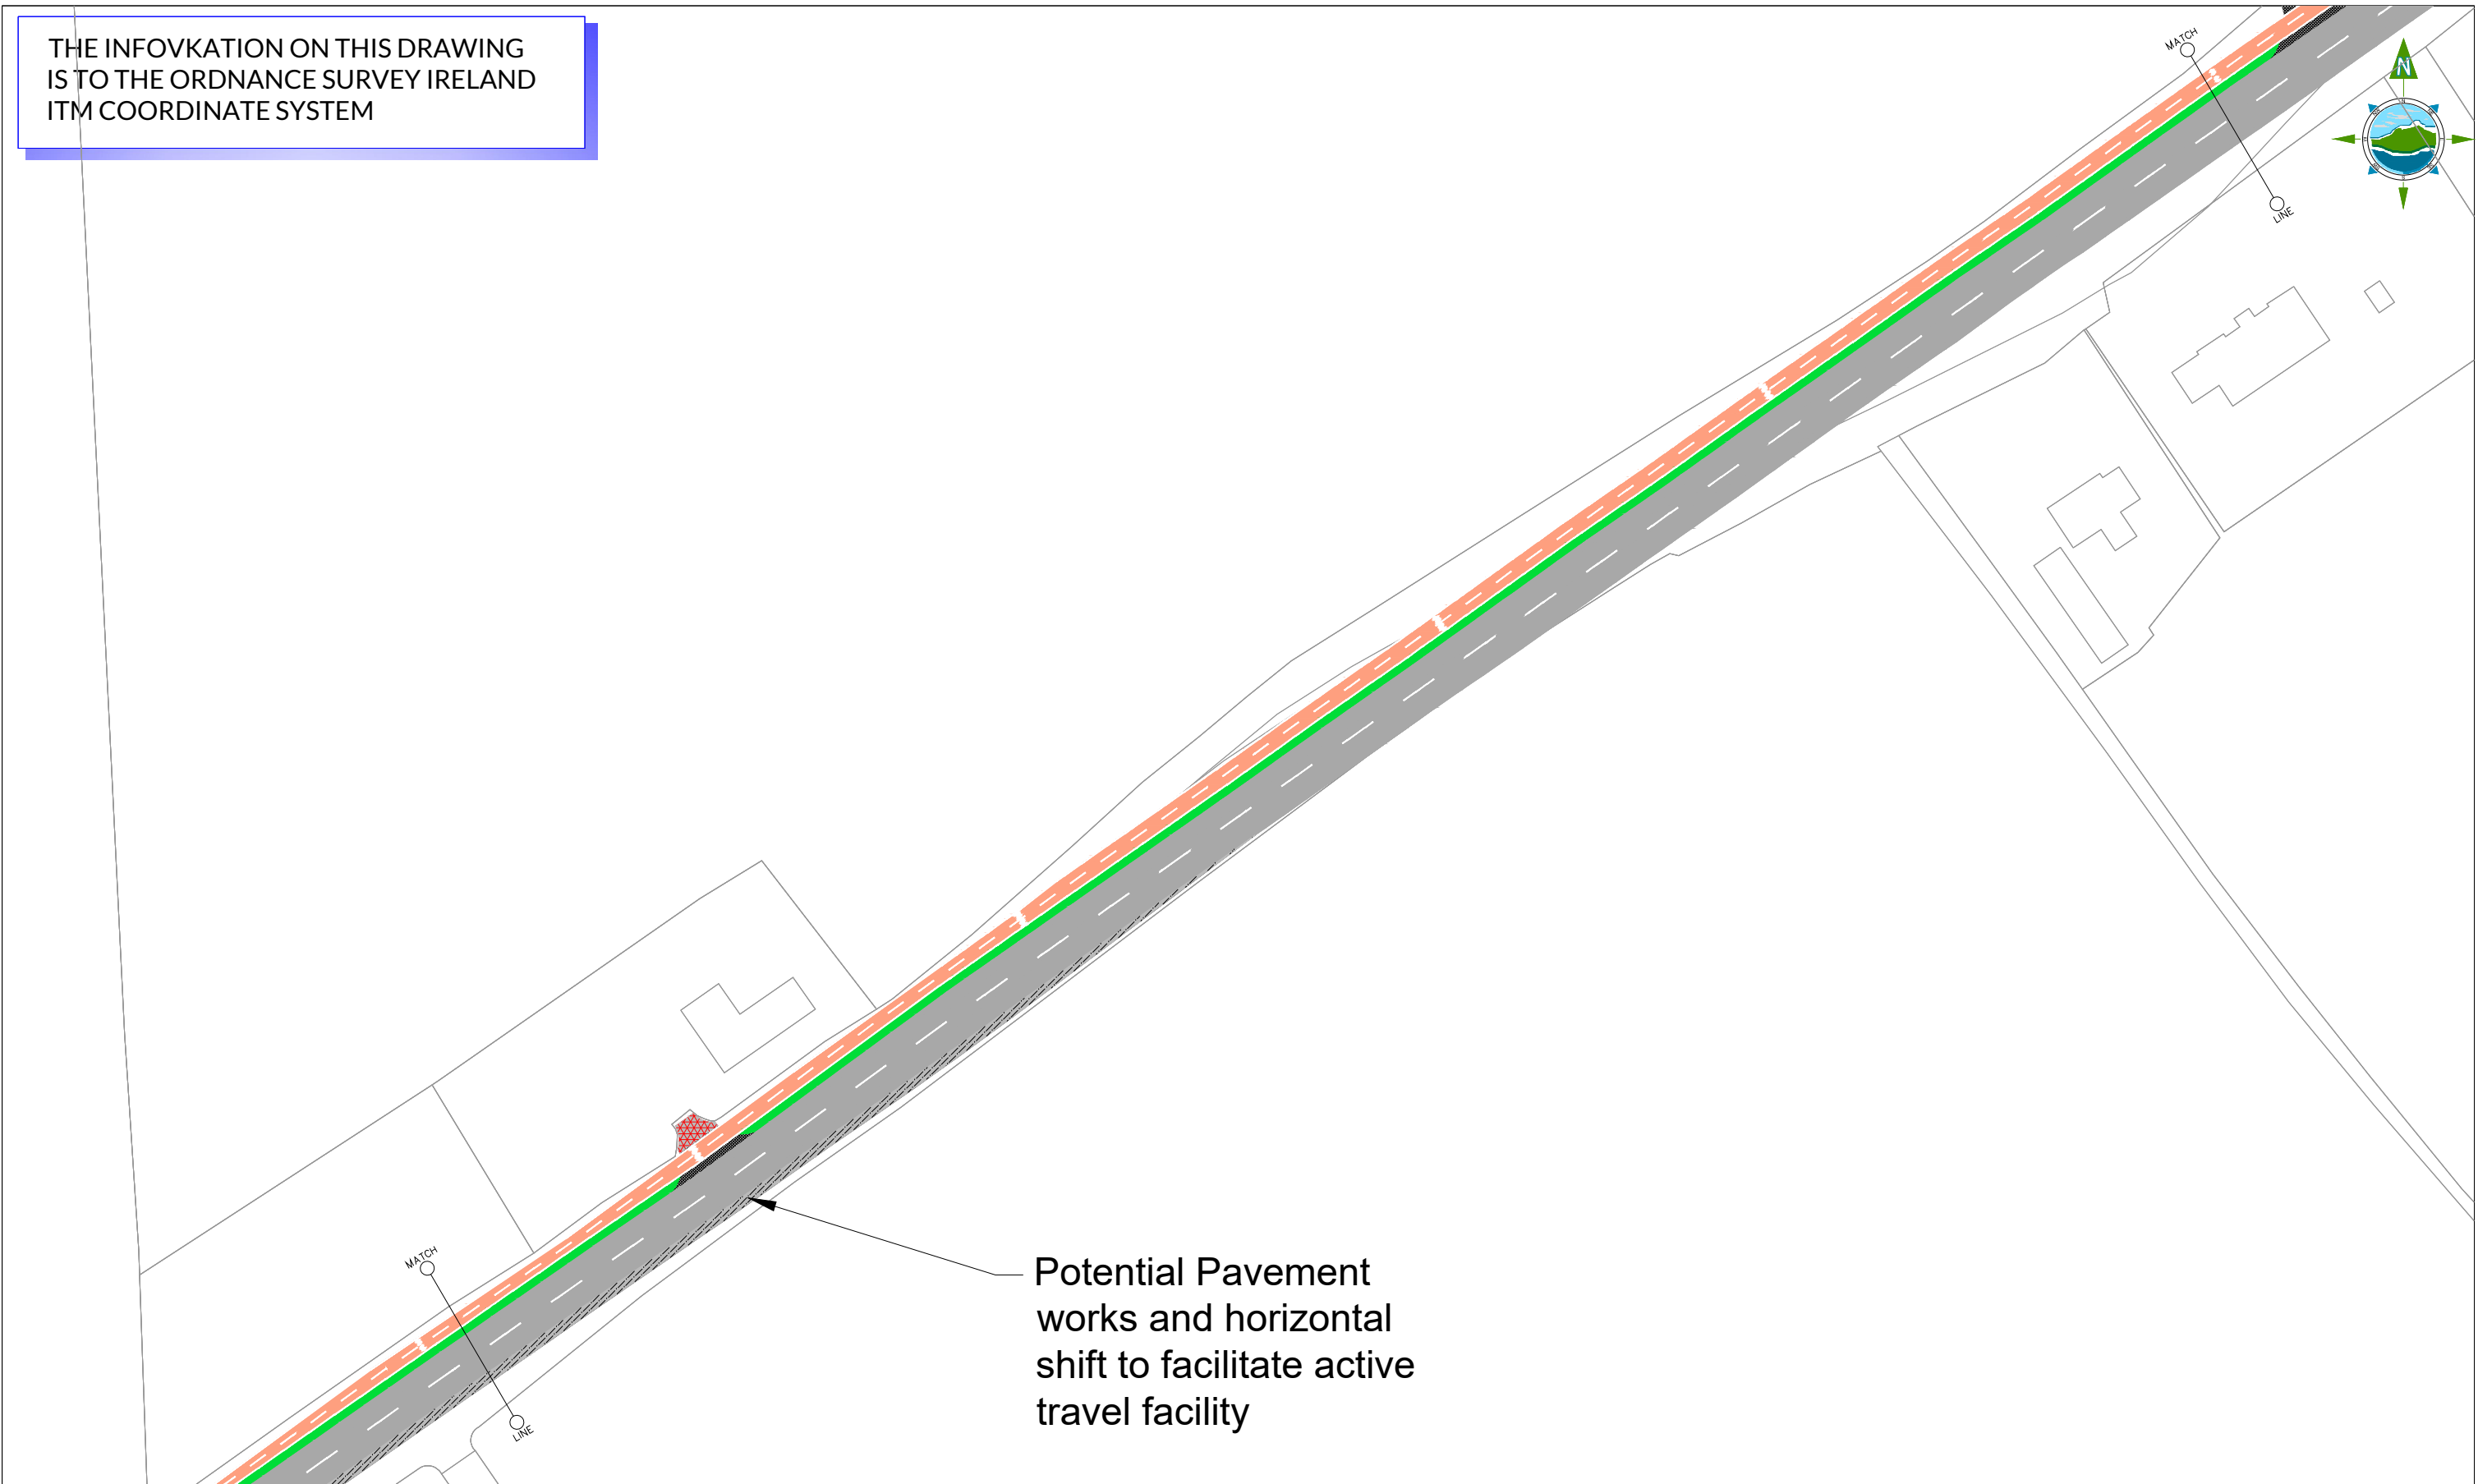 THE INFOVKATION ON THIS DRAWING
IS TO THE ORDNANCE SURVEY IRELAND
ITM COORDINATE SYSTEM
MATCH
LINE
N
MATCH
LINE
Potential Pavement
works and horizontal
shift to facilitate active
travel facility